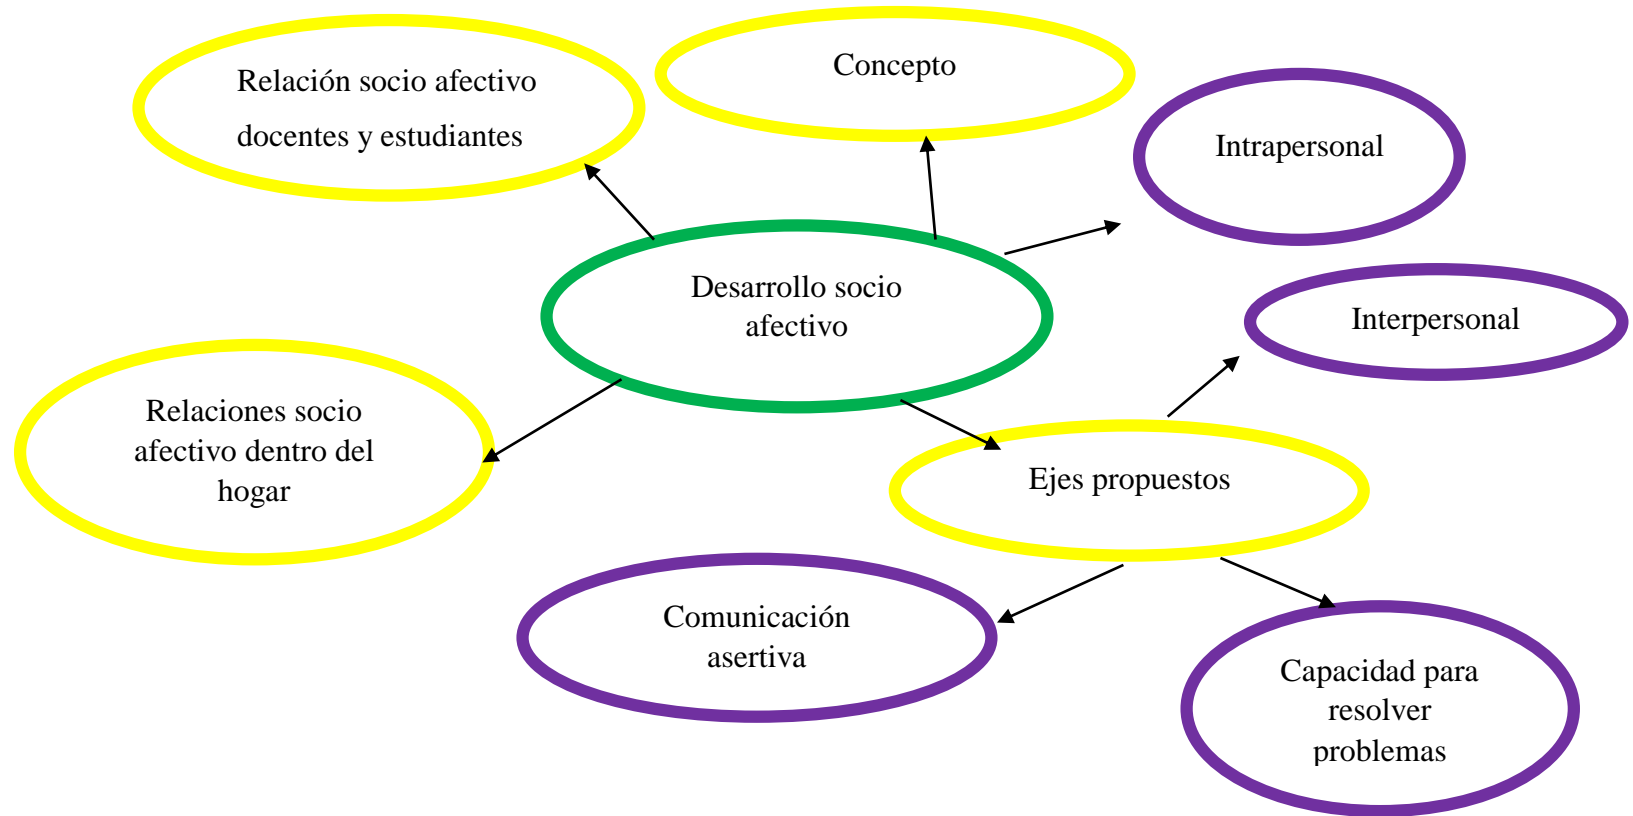 Relación socio afectivo
docentes y estudiantes
Concepto
Intrapersonal
Desarrollo socio
afectivo
Interpersonal
Relaciones socio
afectivo dentro del
hogar
Ejes propuestos
Comunicación
asertiva
Capacidad para
resolver
problemas